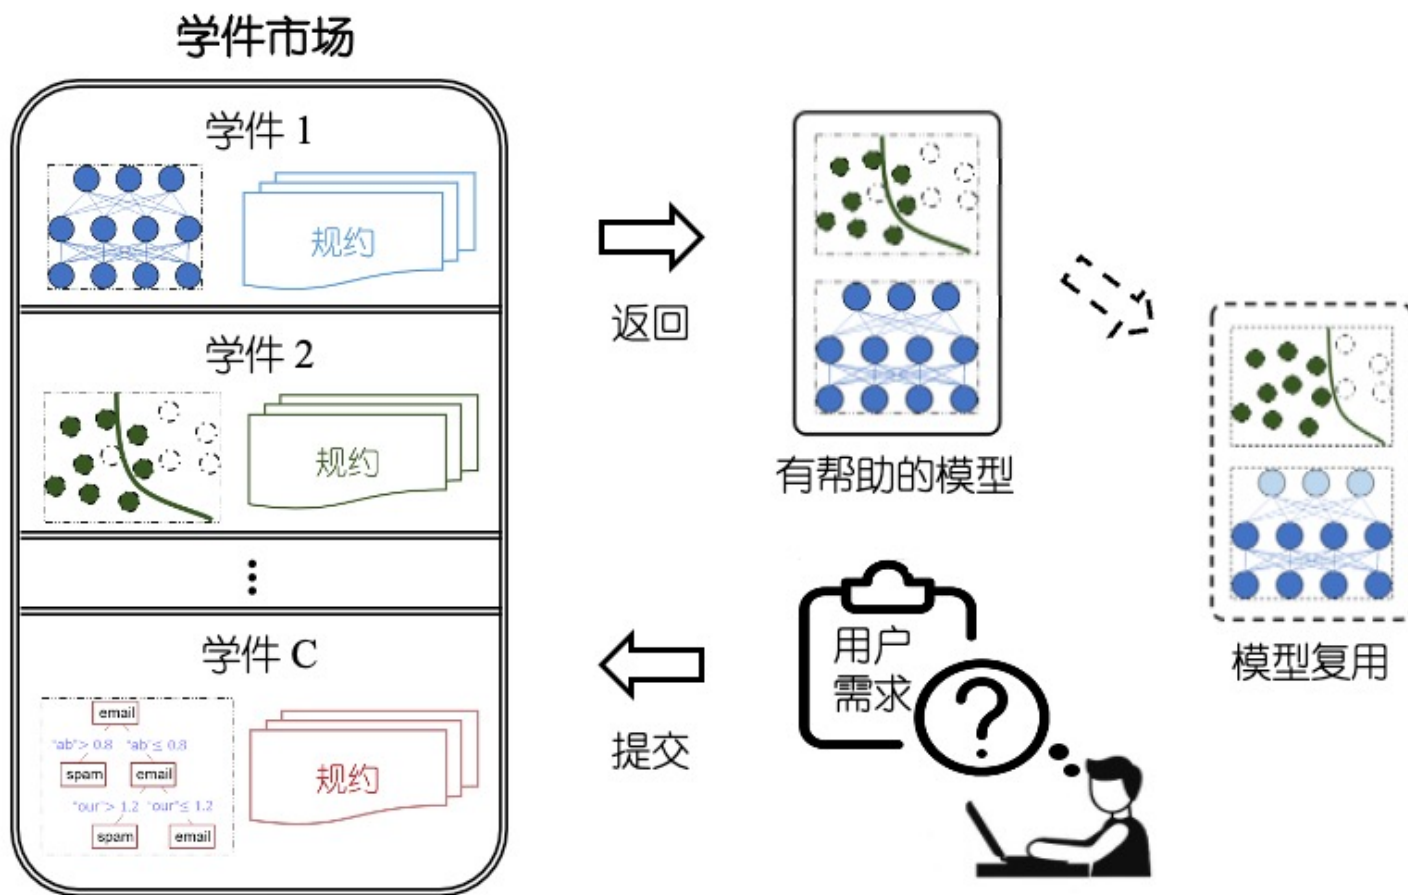 学件市场
学件 1
规约
学件 2
规约
学件 C
email
"ab"> 0.8 "ab"≤ 0.8
spam email
"our"> 1.2 "our"≤ 1.2
spam email
规约
返回
提交
有帮助的模型
用户
需求
?
模型复用